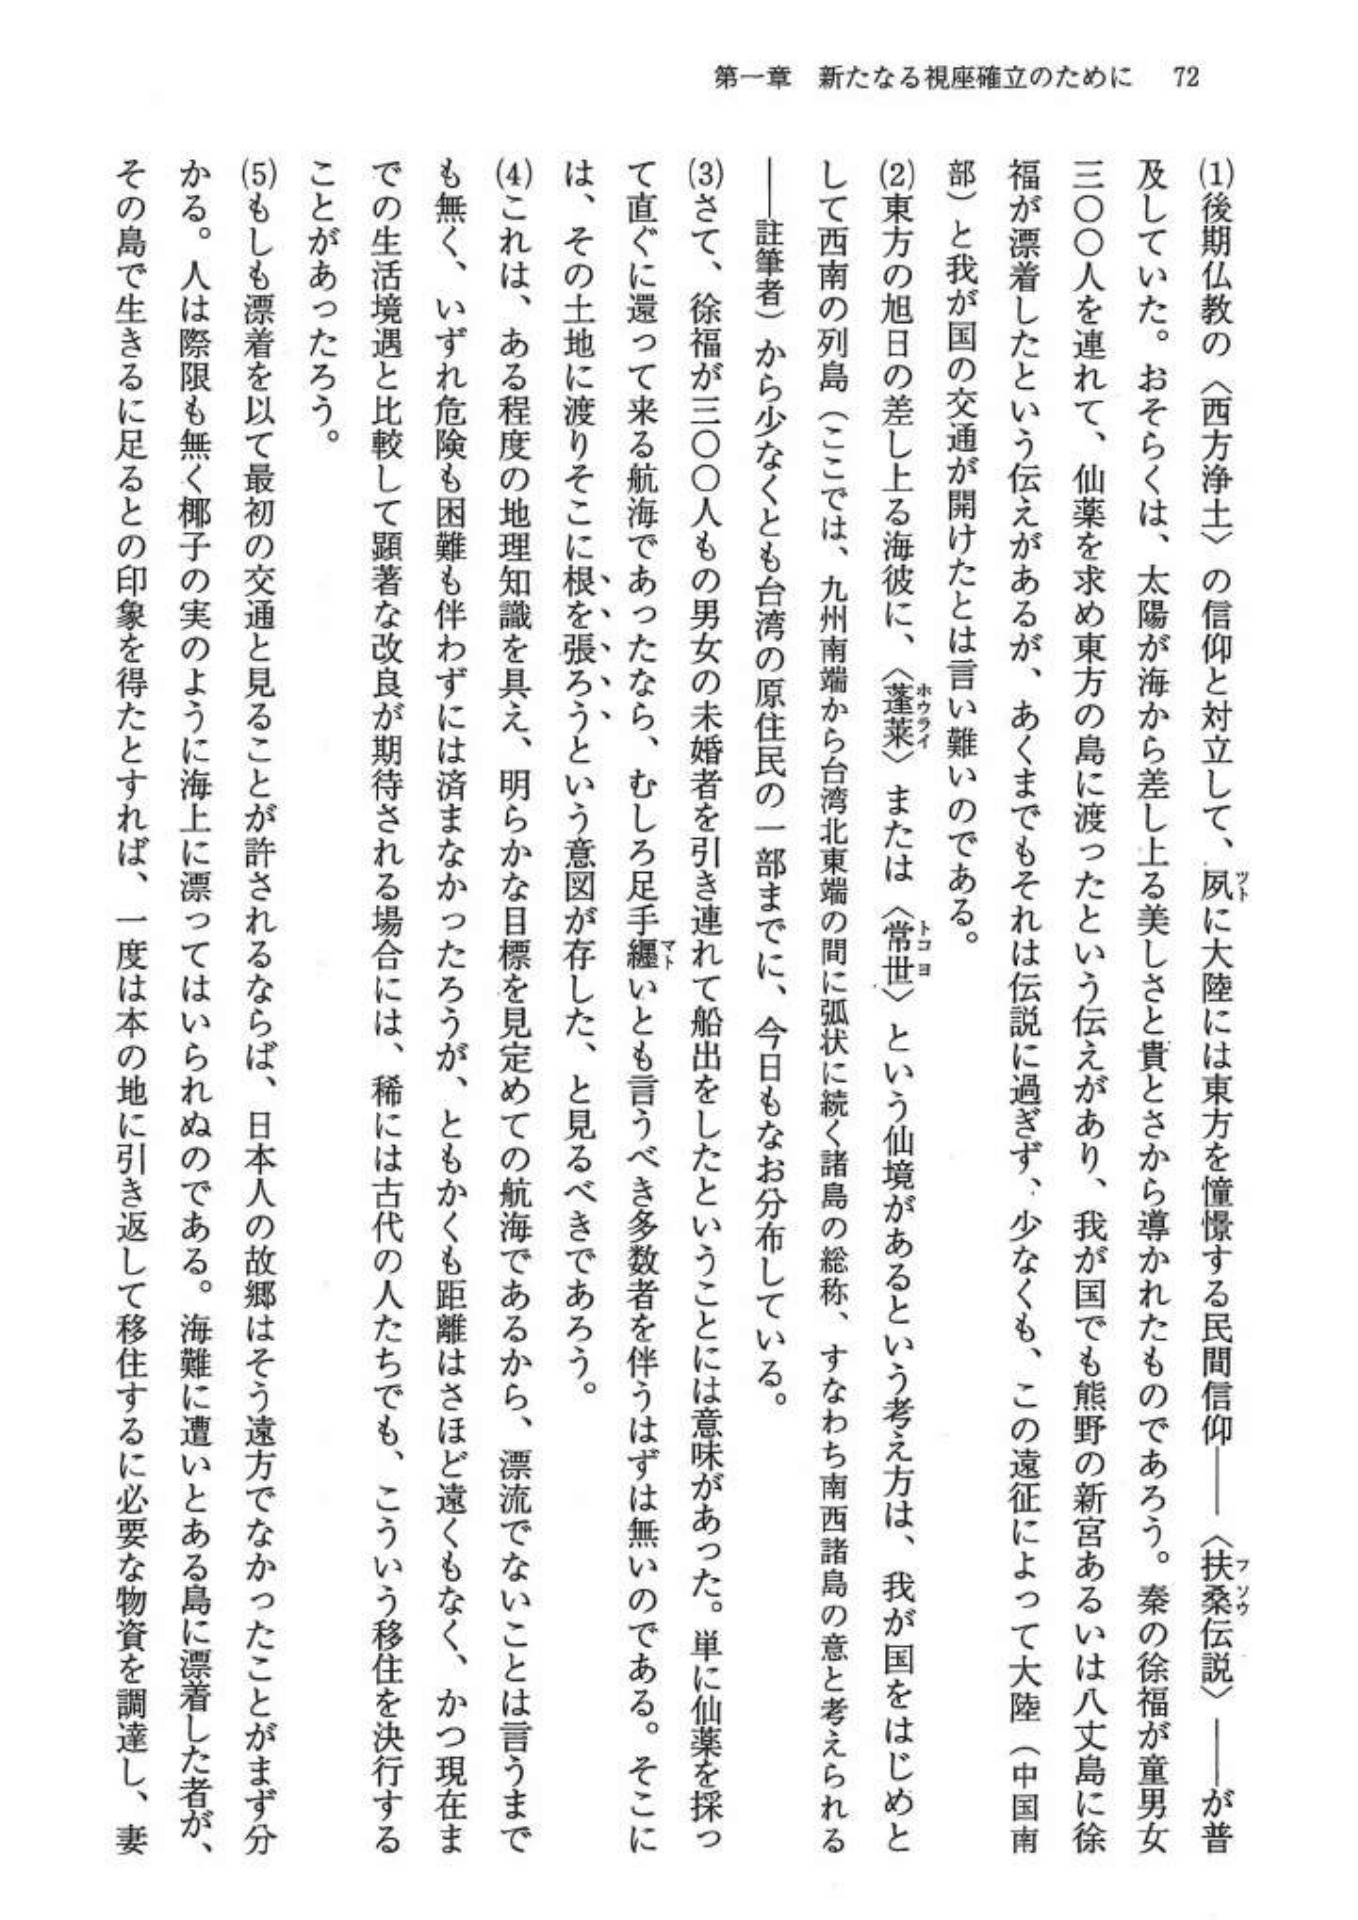 第一章　新たなる視座確立のために　72
(1)後期仏教の〈西方浄土〉の信仰と対立して、夙に大陸には東方を憧憬する民間信仰――〈扶桑伝説〉――が普
ツト
フソウ
及していた。おそらくは、太陽が海から差し上る美しさと貴とさから導かれたものであろう。秦の徐福が童男女
三〇〇人を連れて、仙薬を求め東方の島に渡ったという伝えがあり、我が国でも熊野の新宮あるいは八丈島に徐
福が漂着したという伝えがあるが、あくまでもそれは伝説に過ぎず、少なくも、この遠征によって大陸（中国南
部）と我が国の交通が開けたとは言い難いのである。
(2)東方の旭日の差し上る海彼に、〈蓬莱〉または〈常世〉という仙境があるという考え方は、我が国をはじめと
ホウライ
トコヨ
して西南の列島（ここでは、九州南端から台湾北東端の間に弧状に続く諸島の総称、すなわち南西諸島の意と考えられる
――註筆者）から少なくとも台湾の原住民の一部までに、今日もなお分布している。
(3)さて、徐福が三〇〇人もの男女の未婚者を引き連れて船出をしたということには意味があった。単に仙薬を採っ
て直ぐに還って来る航海であったなら、むしろ足手纏いとも言うべき多数者を伴うはずは無いのである。そこに
マト
は、その土地に渡りそこに根を張ろうという意図が存した、と見るべきであろう。
(4)これは、ある程度の地理知識を具え、明らかな目標を見定めての航海であるから、漂流でないことは言うまで
も無く、いずれ危険も困難も伴わずには済まなかったろうが、ともかくも距離はさほど遠くもなく、かつ現在ま
での生活境遇と比較して顕著な改良が期待される場合には、稀には古代の人たちでも、こういう移住を決行する
ことがあったろう。
(5)もしも漂着を以て最初の交通と見ることが許されるならば、日本人の故郷はそう遠方でなかったことがまず分
かる。人は際限も無く椰子の実のように海上に漂ってはいられぬのである。海難に遭いとある島に漂着した者が、
その島で生きるに足るとの印象を得たとすれば、一度は本の地に引き返して移住するに必要な物資を調達し、妻